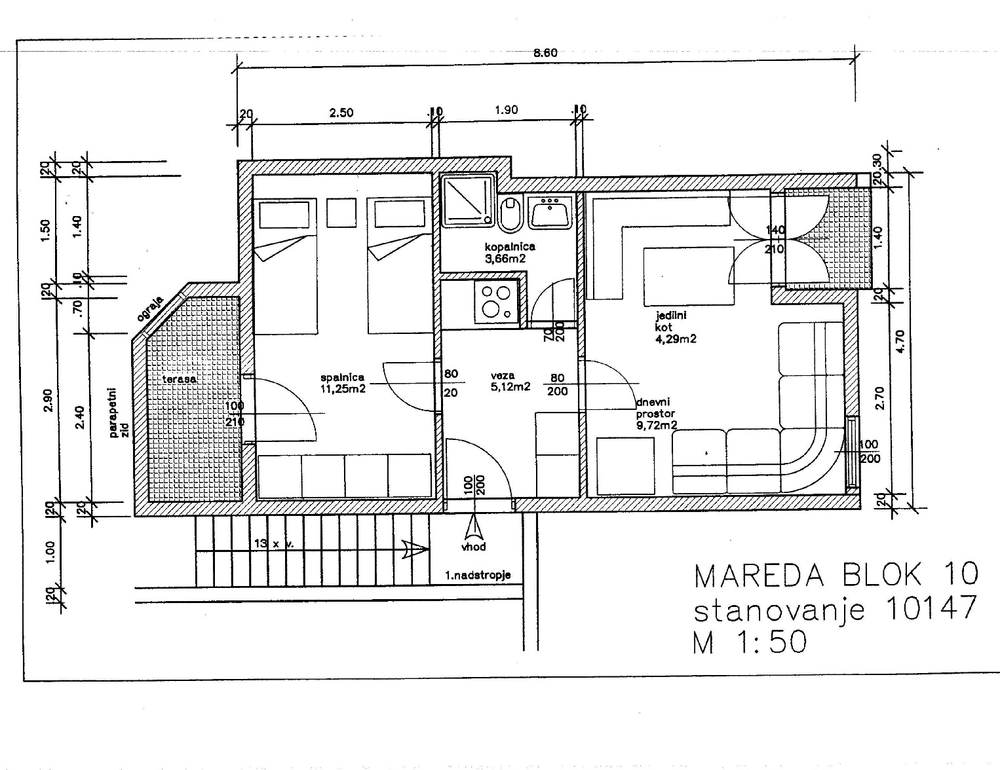 8.60
20
2.50
.10
1.90
.10
20
20
1.50
1.40
20
.10
.70
2.90
2.40
20
20
1.00
20
.30
20
1.40
20
4.70
2.70
20
ograja
parapetni
zid
terasa
100
210
spalnica
11,25m2
80
20
kopalnica
3,66m2
70
200
veza
5,12m2
80
200
140
210
jedilni
kot
4,29m2
dnevni
prostor
9,72m2
100
200
100
200
vhod
13 x v.
1.nadstropje
MAREDA BLOK 10
stanovanje 10147
M 1:50